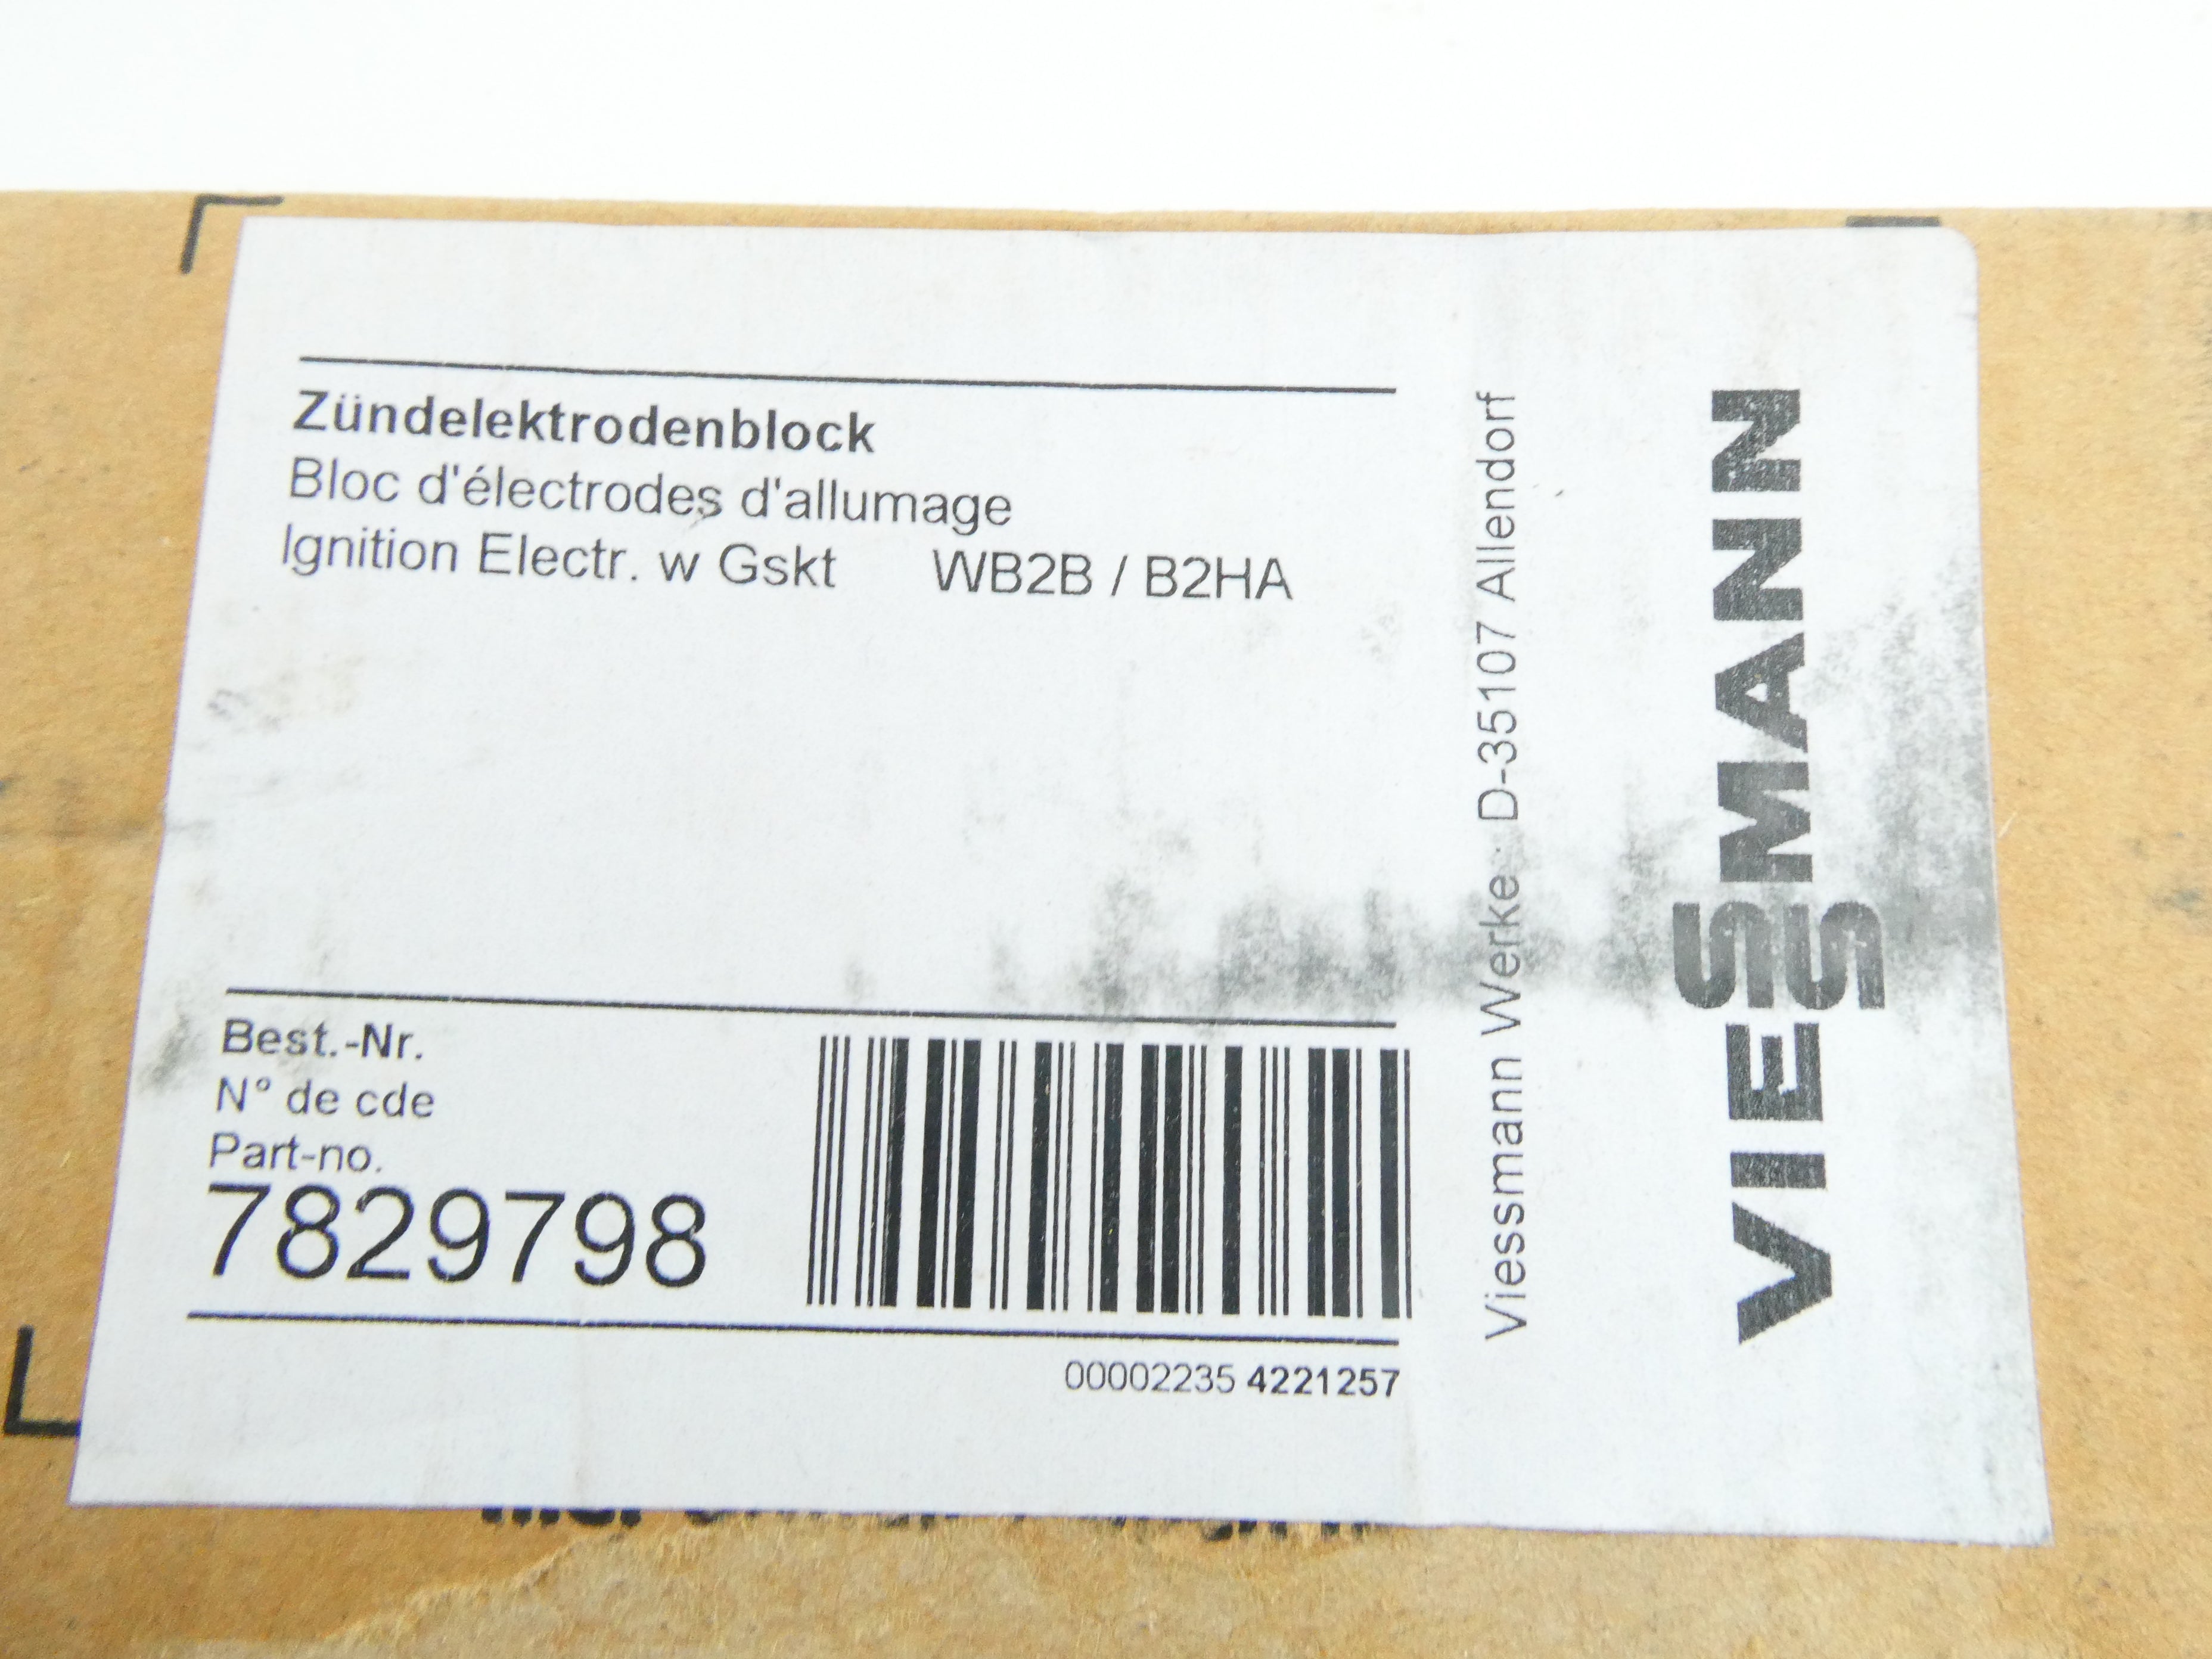 Zündelektrodenblock
Bloc d'électrodes d'allumage
Ignition Electr. w Gskt WB2B / B2HA
Best.-Nr.
N° de cde
Part-no.
7829798
00002235 4221257
Viessmann Werke · D-35107 Allendorf
VIESSMANN